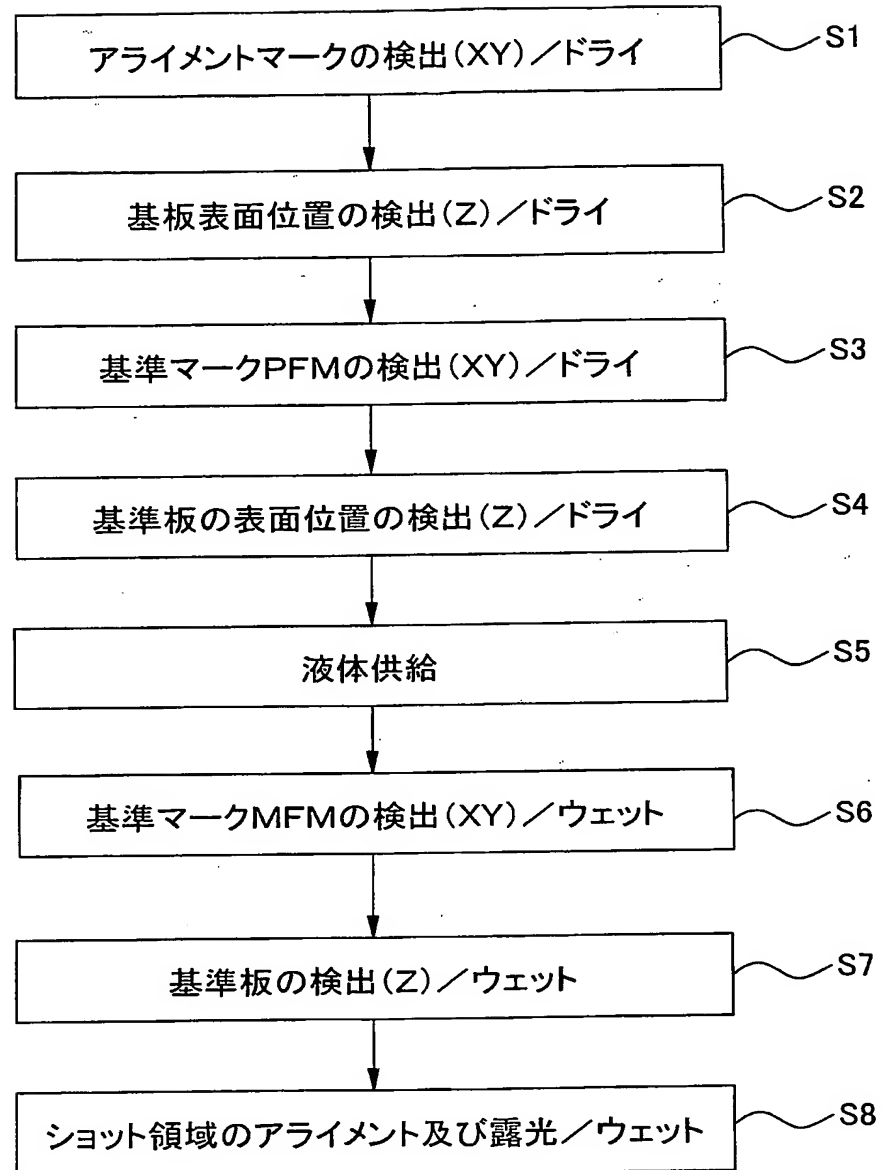 アライメントマークの検出(XY)／ドライ S1
基板表面位置の検出(Z)／ドライ S2
基準マークPFMの検出(XY)／ドライ S3
基準板の表面位置の検出(Z)／ドライ S4
液体供給 S5
基準マークMFMの検出(XY)／ウェット S6
基準板の検出(Z)／ウェット S7
ショット領域のアライメント及び露光／ウェット S8